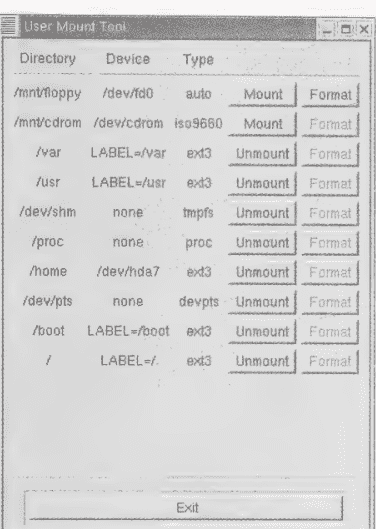 User Mount Tool
Directory Device Type
/mnt/floppy /dev/fd0 auto Mount Format
/mnt/cdrom /dev/cdrom iso9660 Mount Format
/var LABEL=/var ext3 Unmount Format
/usr LABEL=/usr ext3 Unmount Format
/dev/shm none tmpfs Unmount Format
/proc none proc Unmount Format
/home /dev/hda7 ext3 Unmount Format
/dev/pts none devpts Unmount Format
/boot LABEL=/boot ext3 Unmount Format
/ LABEL=/ ext3 Unmount Format
Exit